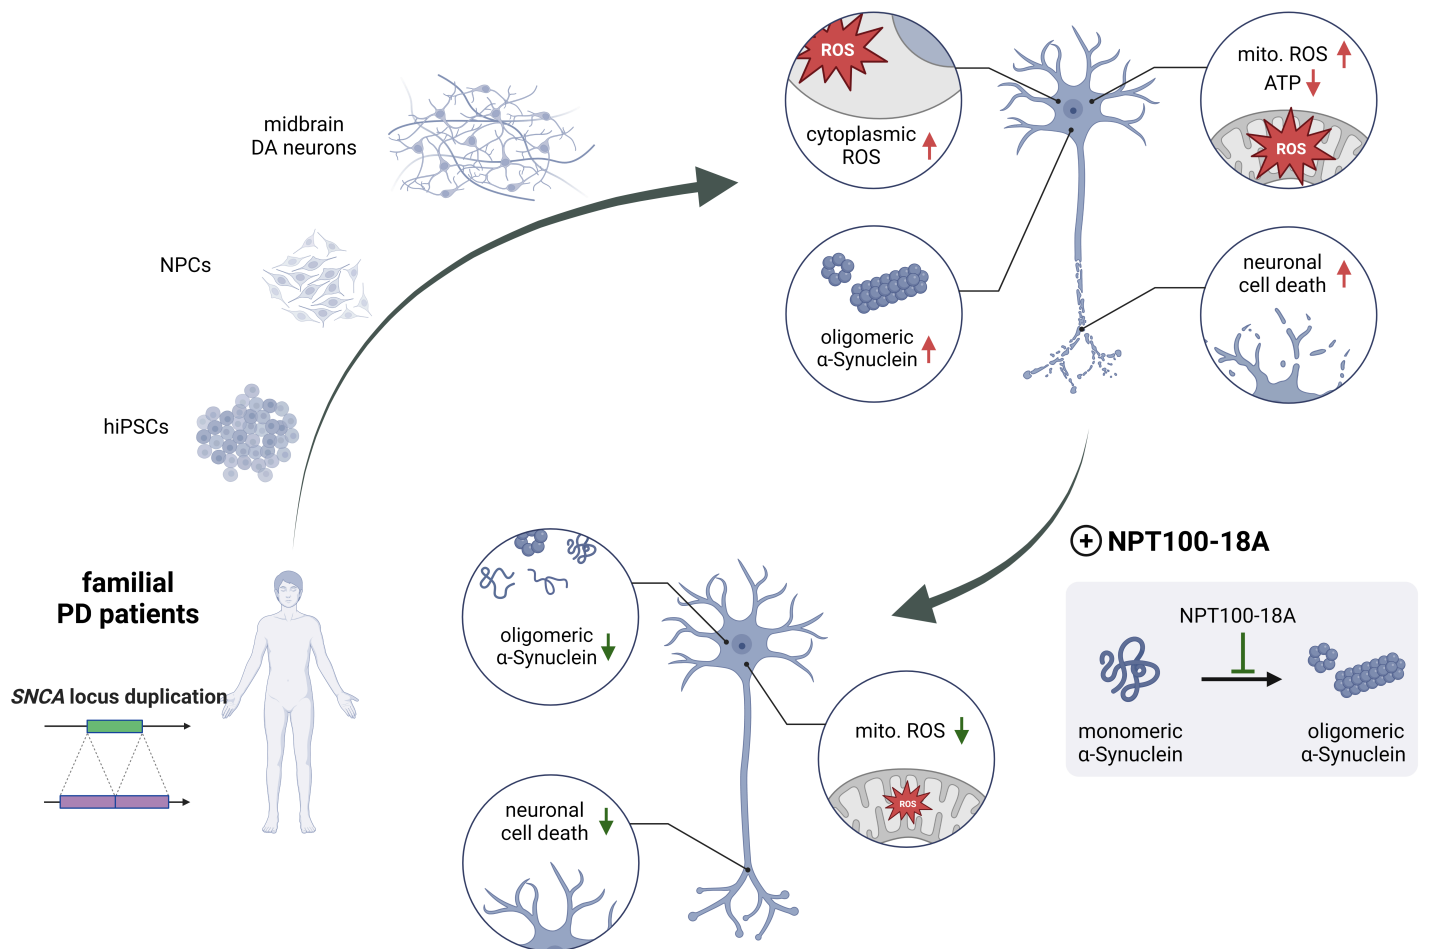 midbrain
DA neurons
NPCs
hiPSCs
familial
PD patients
SNCA locus duplication
ROS
cytoplasmic
ROS
mito. ROS
ATP
ROS
oligomeric
α-Synuclein
neuronal
cell death
+ NPT100-18A
NPT100-18A
monomeric
α-Synuclein
oligomeric
α-Synuclein
oligomeric
α-Synuclein
mito. ROS
ROS
neuronal
cell death